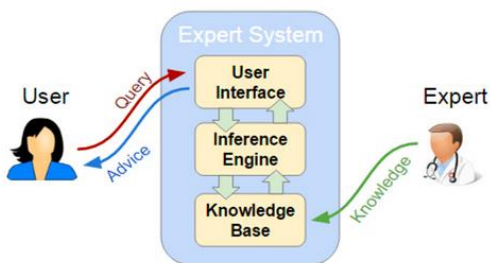 Expert System
User
Query
Advice
User
Interface
Inference
Engine
Knowledge
Base
Expert
Knowledge